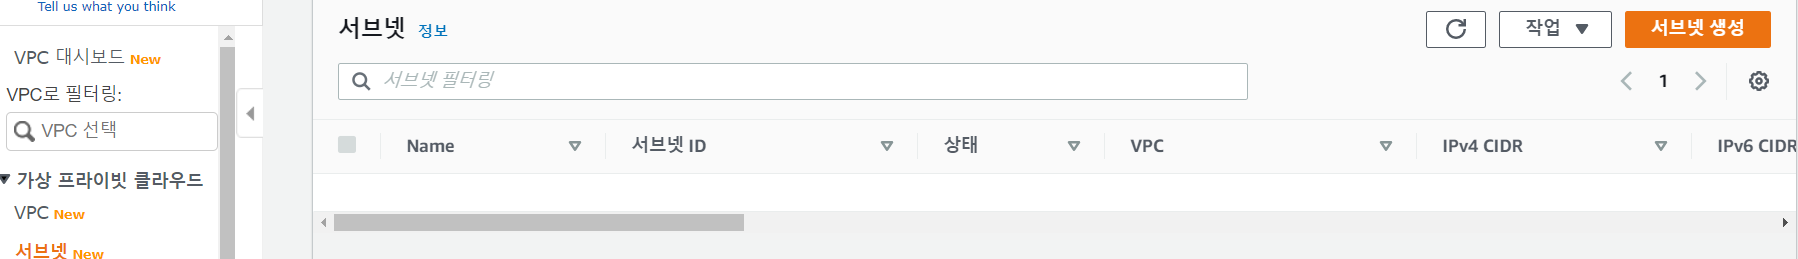 Tell us what you think
VPC 대시보드 New
VPC로 필터링:
VPC 선택
가상 프라이빗 클라우드
VPC New
서브넷 New
서브넷 정보
작업
서브넷 생성
서브넷 필터링
1
Name 서브넷 ID 상태 VPC IPv4 CIDR IPv6 CIDR